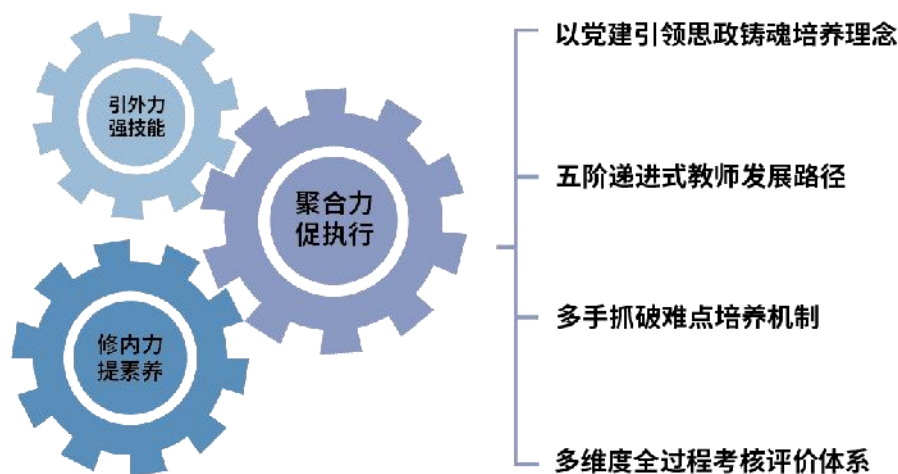 引外力
强技能
聚合力
促执行
修内力
提素养
以党建引领思政铸魂培养理念
五阶递进式教师发展路径
多手抓破难点培养机制
多维度全过程考核评价体系